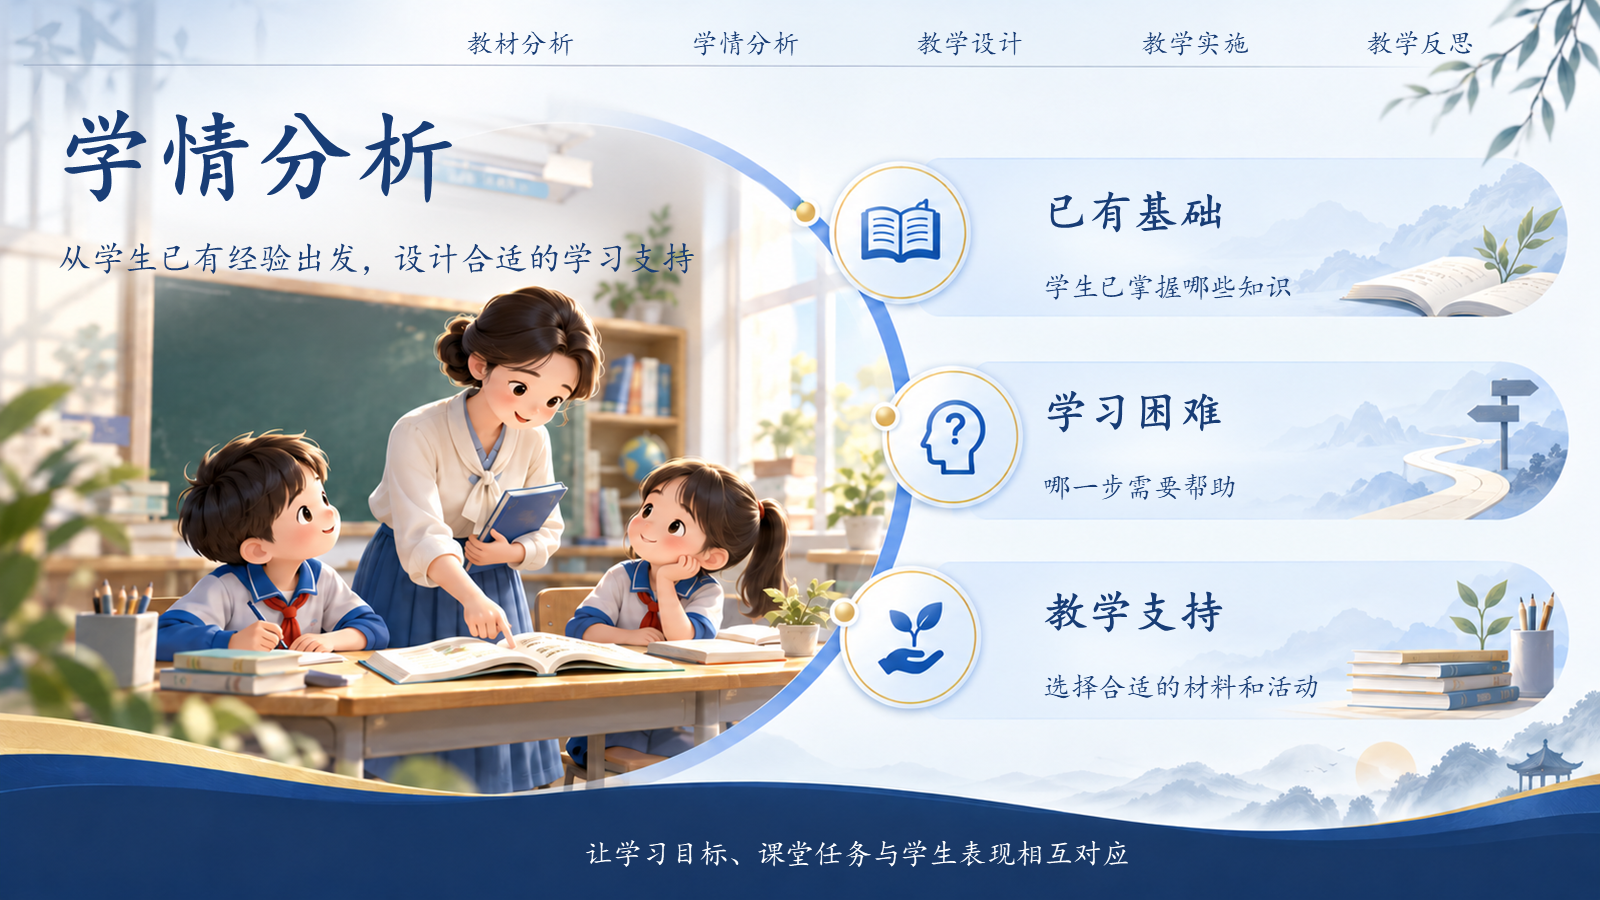 教材分析 学情分析 教学设计 教学实施 教学反思
学情分析
从学生已有经验出发，设计合适的学习支持
已有基础
学生已掌握哪些知识
学习困难
哪一步需要帮助
教学支持
选择合适的材料和活动
让学习目标、课堂任务与学生表现相互对应